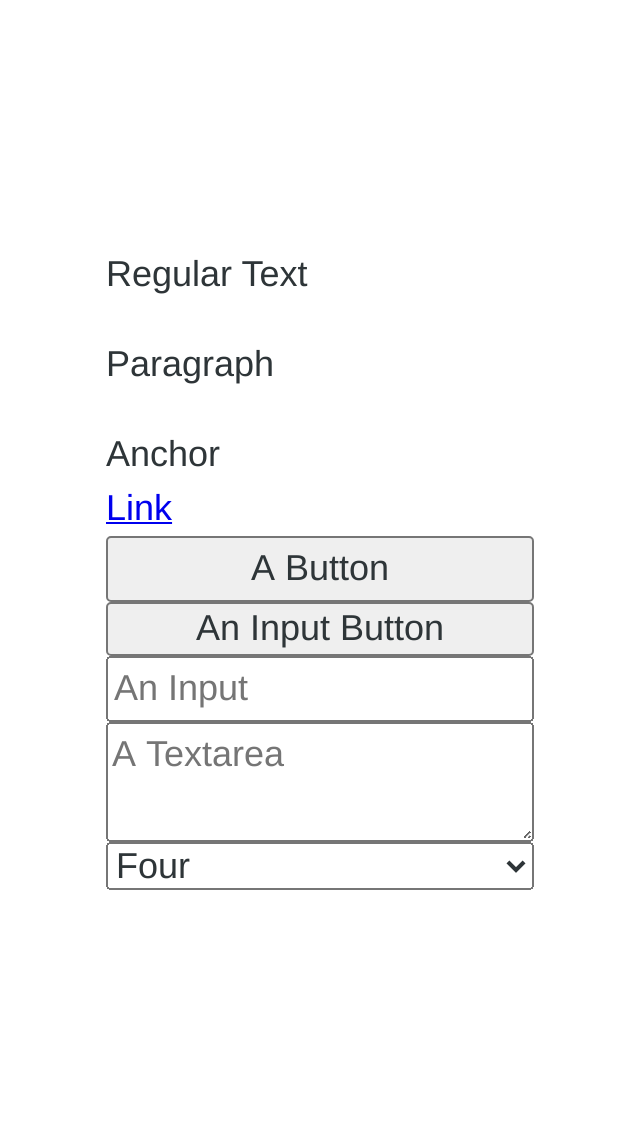 Regular Text
Paragraph
Anchor
Link
A Button
An Input Button
An Input
A Textarea
Four